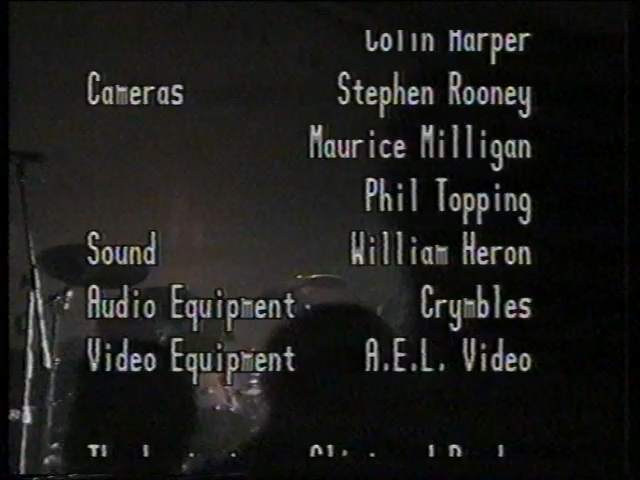 Colin Harper
Cameras Stephen Rooney
Maurice Milligan
Phil Topping
Sound William Heron
Audio Equipment Crymbles
Video Equipment A.E.L. Video